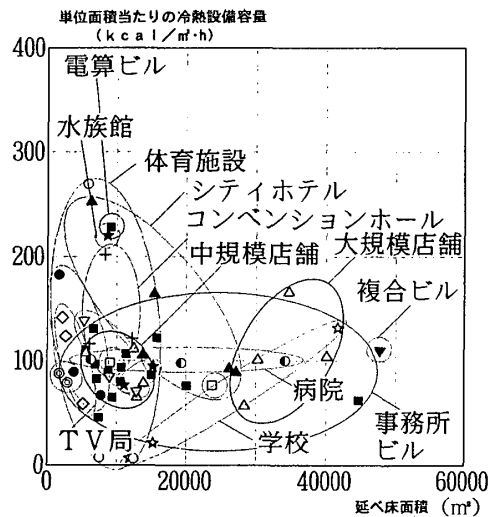 単位面積当たりの冷熱設備容量
(kcal/㎡・h)
400
電算ビル
水族館
300
体育施設
シティホテル
コンベンションホール
中規模店舗
大規模店舗
200
複合ビル
100
病院
TV局
学校
事務所
ビル
0
0
20000
40000
60000
延べ床面積 (㎡)